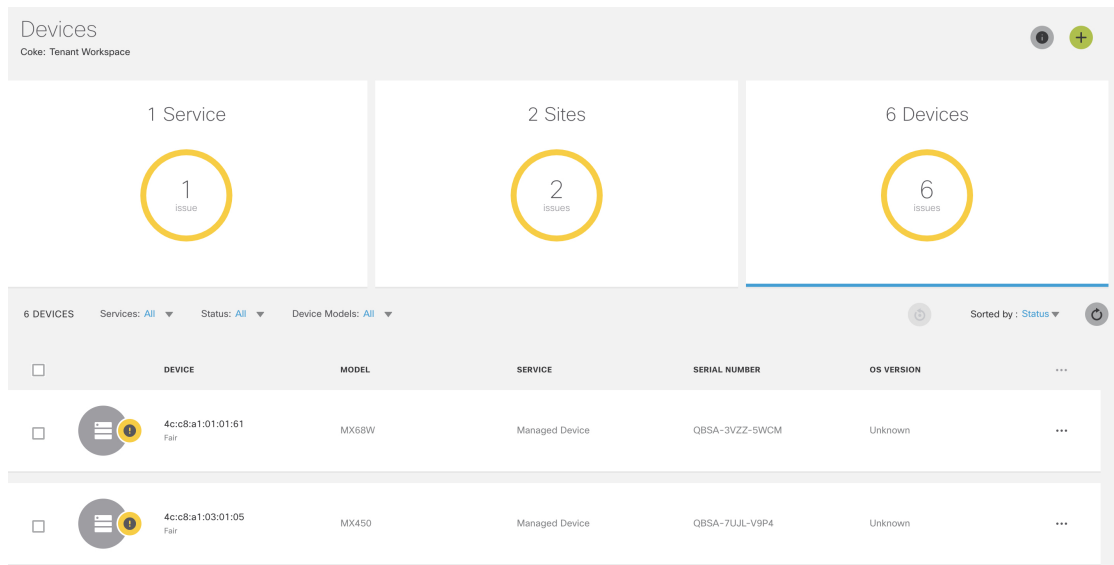 Devices
Coke: Tenant Workspace
1 Service
1
issue
2 Sites
2
issues
6 Devices
6
issues
6 DEVICES Services: All Status: All Device Models: All Sorted by : Status
DEVICE MODEL SERVICE SERIAL NUMBER OS VERSION ...
4c:c8:a1:01:01:61
Fair
MX68W Managed Device QBSA-3VZZ-5WCM Unknown ...
4c:c8:a1:03:01:05
Fair
MX450 Managed Device QBSA-7UJL-V9P4 Unknown ...